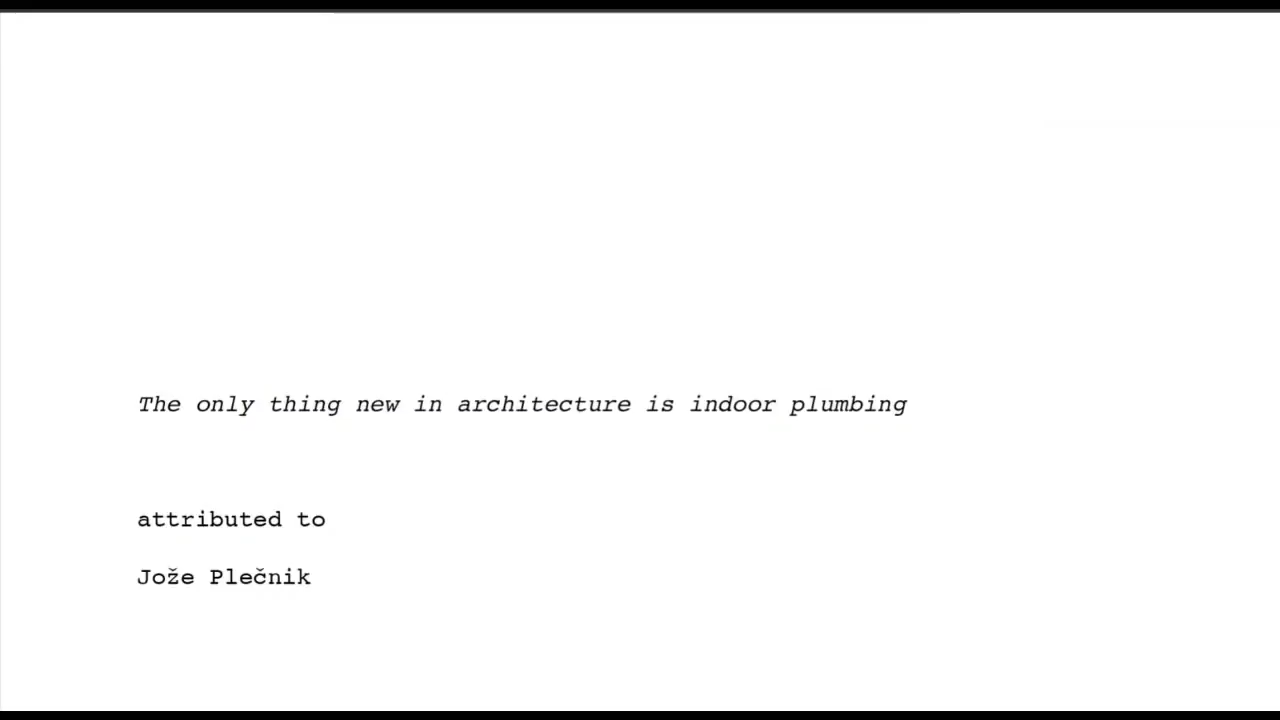 The only thing new in architecture is indoor plumbing
attributed to
Jože Plečnik